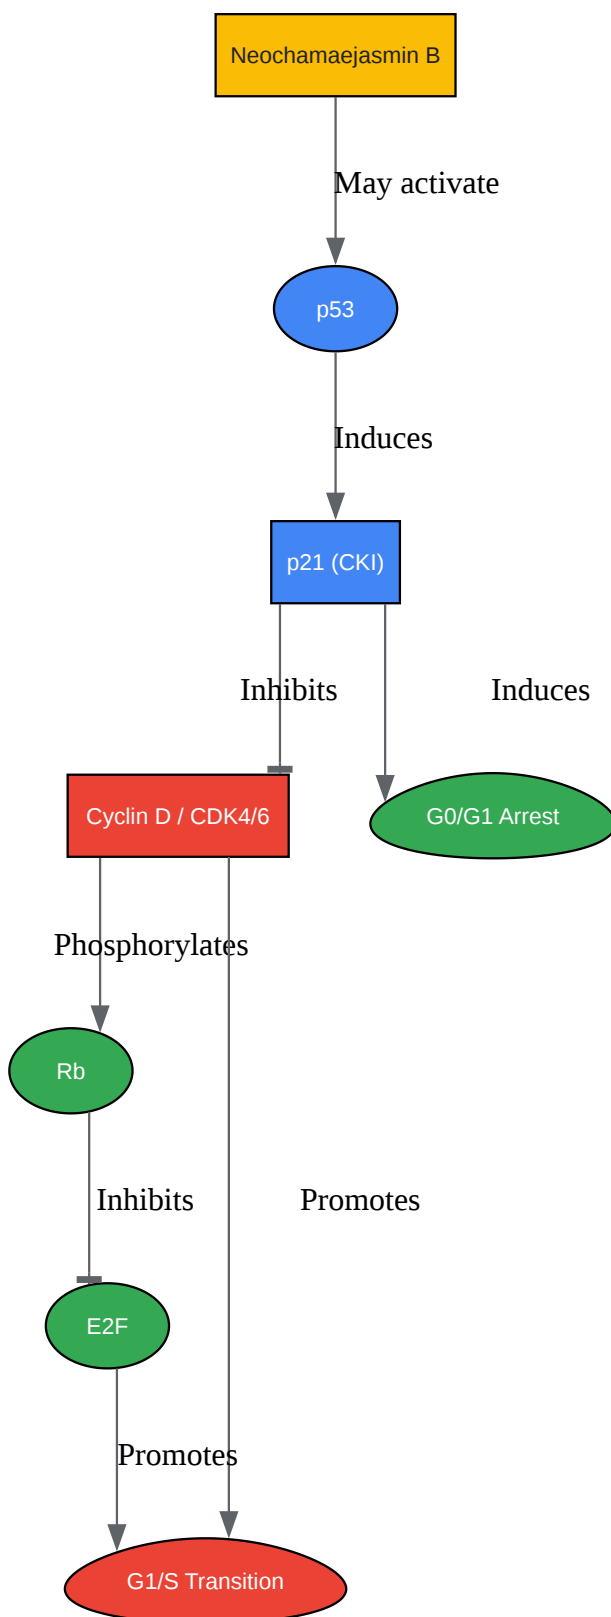 Neochamaejasmin B
May activate
p53
Induces
p21 (CKI)
Inhibits
Induces
Cyclin D / CDK4/6
G0/G1 Arrest
Phosphorylates
Rb
Inhibits
Promotes
E2F
Promotes
G1/S Transition